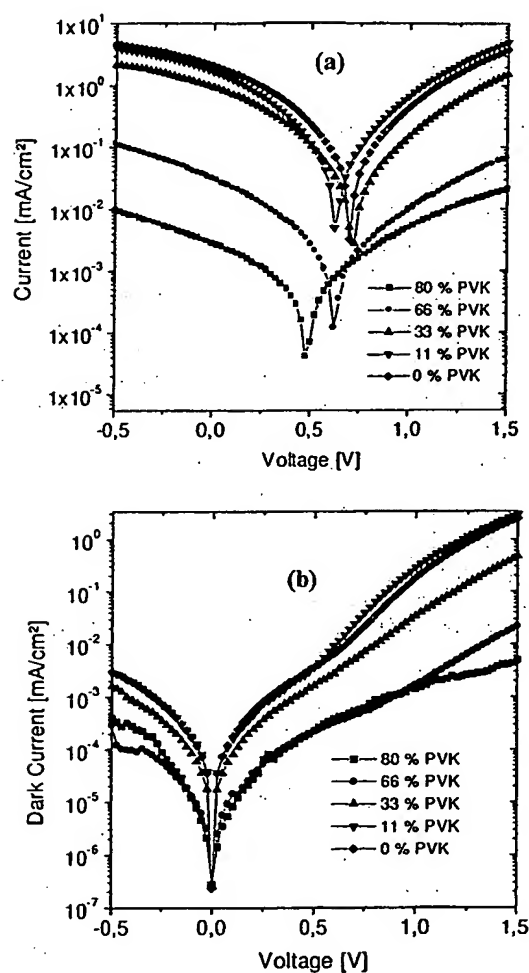 1x10¹
1x10⁰
1x10⁻¹
1x10⁻²
1x10⁻³
1x10⁻⁴
1x10⁻⁵
Current [mA/cm²]
(a)
80 % PVK
66 % PVK
33 % PVK
11 % PVK
0 % PVK
-0,5
0,0
0,5
1,0
1,5
Voltage [V]
10⁰
10⁻¹
10⁻²
10⁻³
10⁻⁴
10⁻⁵
10⁻⁶
10⁻⁷
Dark Current [mA/cm²]
(b)
80 % PVK
66 % PVK
33 % PVK
11 % PVK
0 % PVK
-0,5
0,0
0,5
1,0
1,5
Voltage [V]